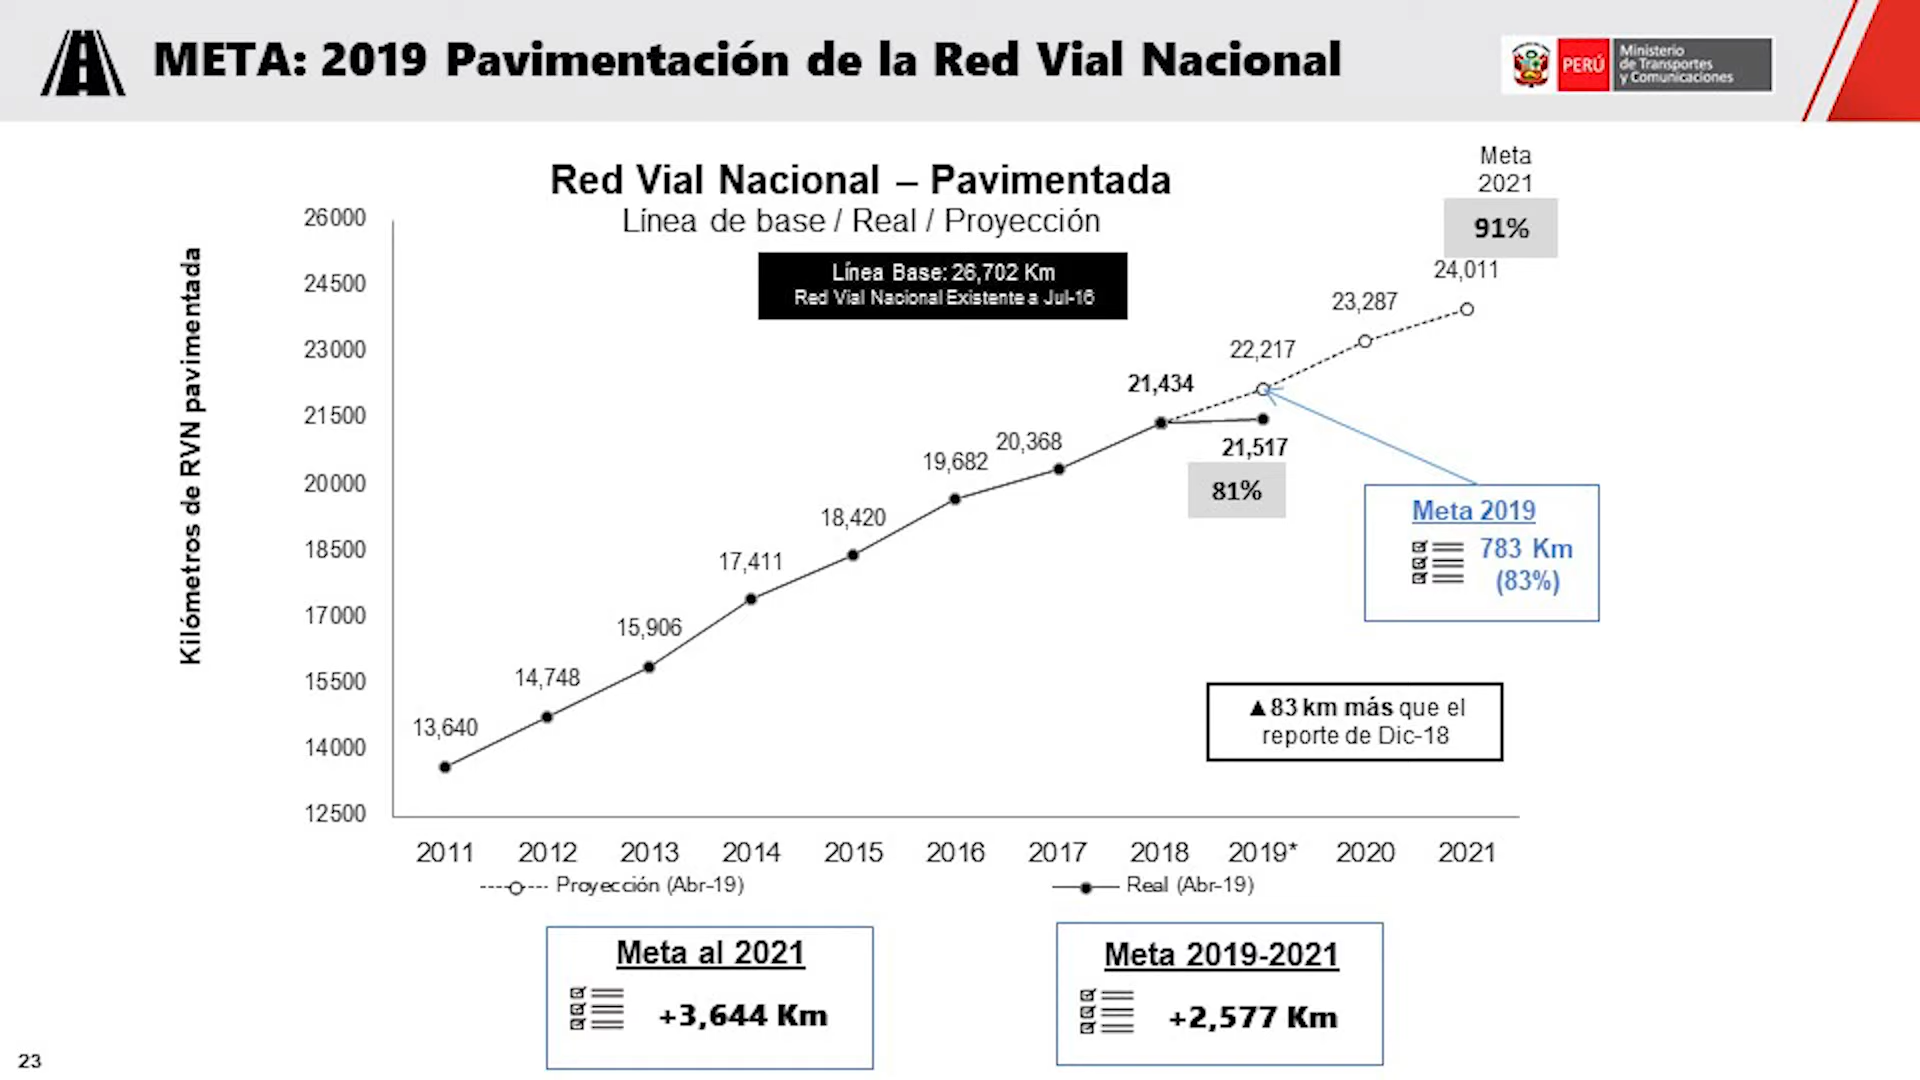 META: 2019 Pavimentación de la Red Vial Nacional
PERÚ
Ministerio
de Transportes
y Comunicaciones
Red Vial Nacional – Pavimentada
Línea de base / Real / Proyección
Línea Base: 26,702 Km
Red Vial Nacional Existente a Jul-16
Meta
2021
91%
Kilómetros de RVN pavimentada
26000
24500
23000
21500
20000
18500
17000
15500
14000
12500
13,640
14,748
15,906
17,411
18,420
19,682
20,368
21,434
22,217
23,287
24,011
21,517
81%
Meta 2019
783 Km
(83%)
▲83 km más que el
reporte de Dic-18
2011 2012 2013 2014 2015 2016 2017 2018 2019* 2020 2021
Proyección (Abr-19)
Real (Abr-19)
Meta al 2021
+3,644 Km
Meta 2019-2021
+2,577 Km
23